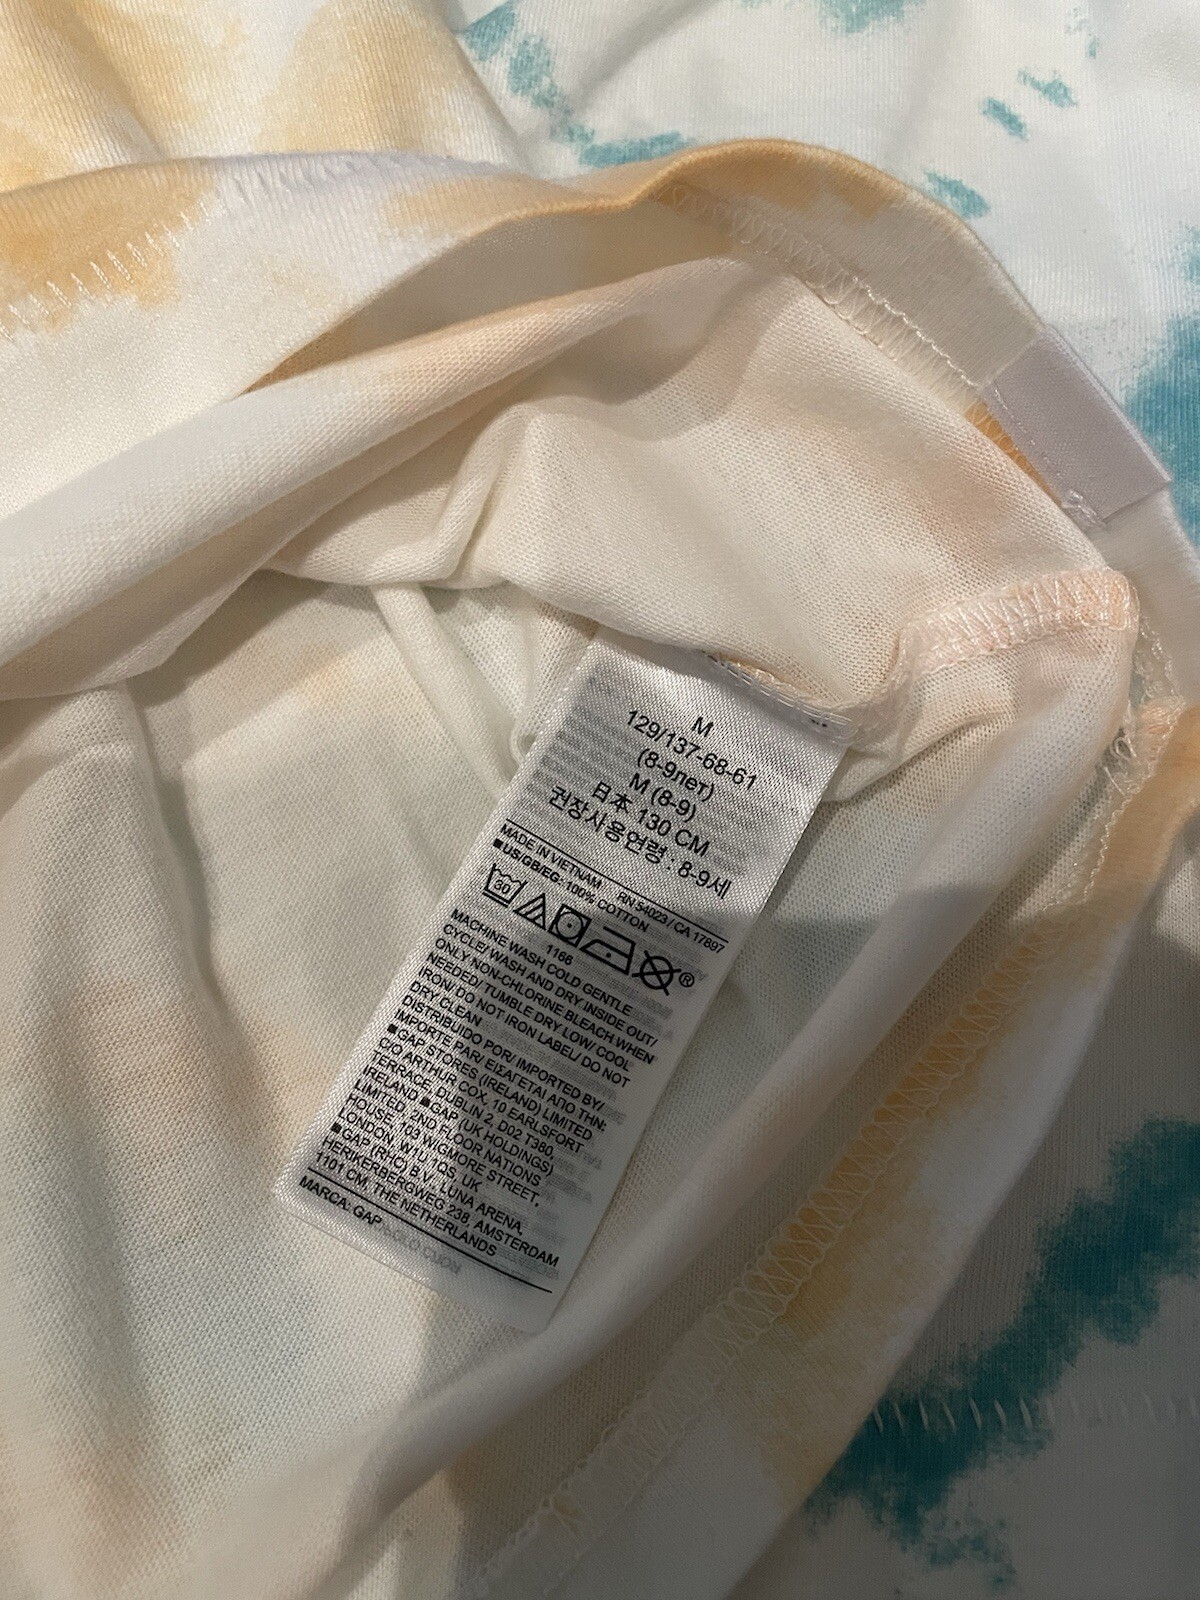 M
129/137-68-61
(8-9лет)
M (8-9)
日本 130 CM
권장사용연령 : 8-9세
MADE IN VIETNAM RN 54023 / CA 17897
■US/GB/EG: 100% COTTON
30
®
1166
MACHINE WASH COLD GENTLE
CYCLE/ WASH AND DRY INSIDE OUT/
ONLY NON-CHLORINE BLEACH WHEN
NEEDED/ TUMBLE DRY LOW/ COOL
IRON/ DO NOT IRON LABEL/ DO NOT
DRY CLEAN
DISTRIBUIDO POR/ IMPORTED BY/
IMPORTE PAR/ ΕΙΣΑΓΕΤΑΙ ΑΠΟ ΤΗΝ:
■GAP STORES (IRELAND) LIMITED
C/O ARTHUR COX, 10 EARLSFORT
TERRACE, DUBLIN 2, D02 T380,
IRELAND ■GAP (UK HOLDINGS)
LIMITED, 2ND FLOOR NATIONS
HOUSE, 103 WIGMORE STREET,
LONDON, W1U 1QS, UK
■GAP (RHC) B.V, LUNA ARENA,
HERIKERBERGWEG 238, AMSTERDAM
1101 CM, THE NETHERLANDS
MARCA: GAP